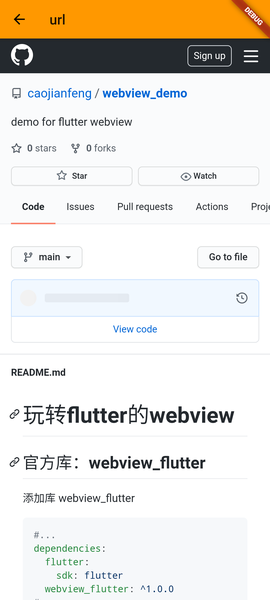 url
DEBUG
Sign up
caojianfeng / webview_demo
demo for flutter webview
0 stars 0 forks
Star Watch
Code Issues Pull requests Actions Proje
main Go to file
View code
README.md
玩转flutter的webview
官方库：webview_flutter
添加库 webview_flutter
#...
dependencies:
flutter:
sdk: flutter
webview_flutter: ^1.0.0